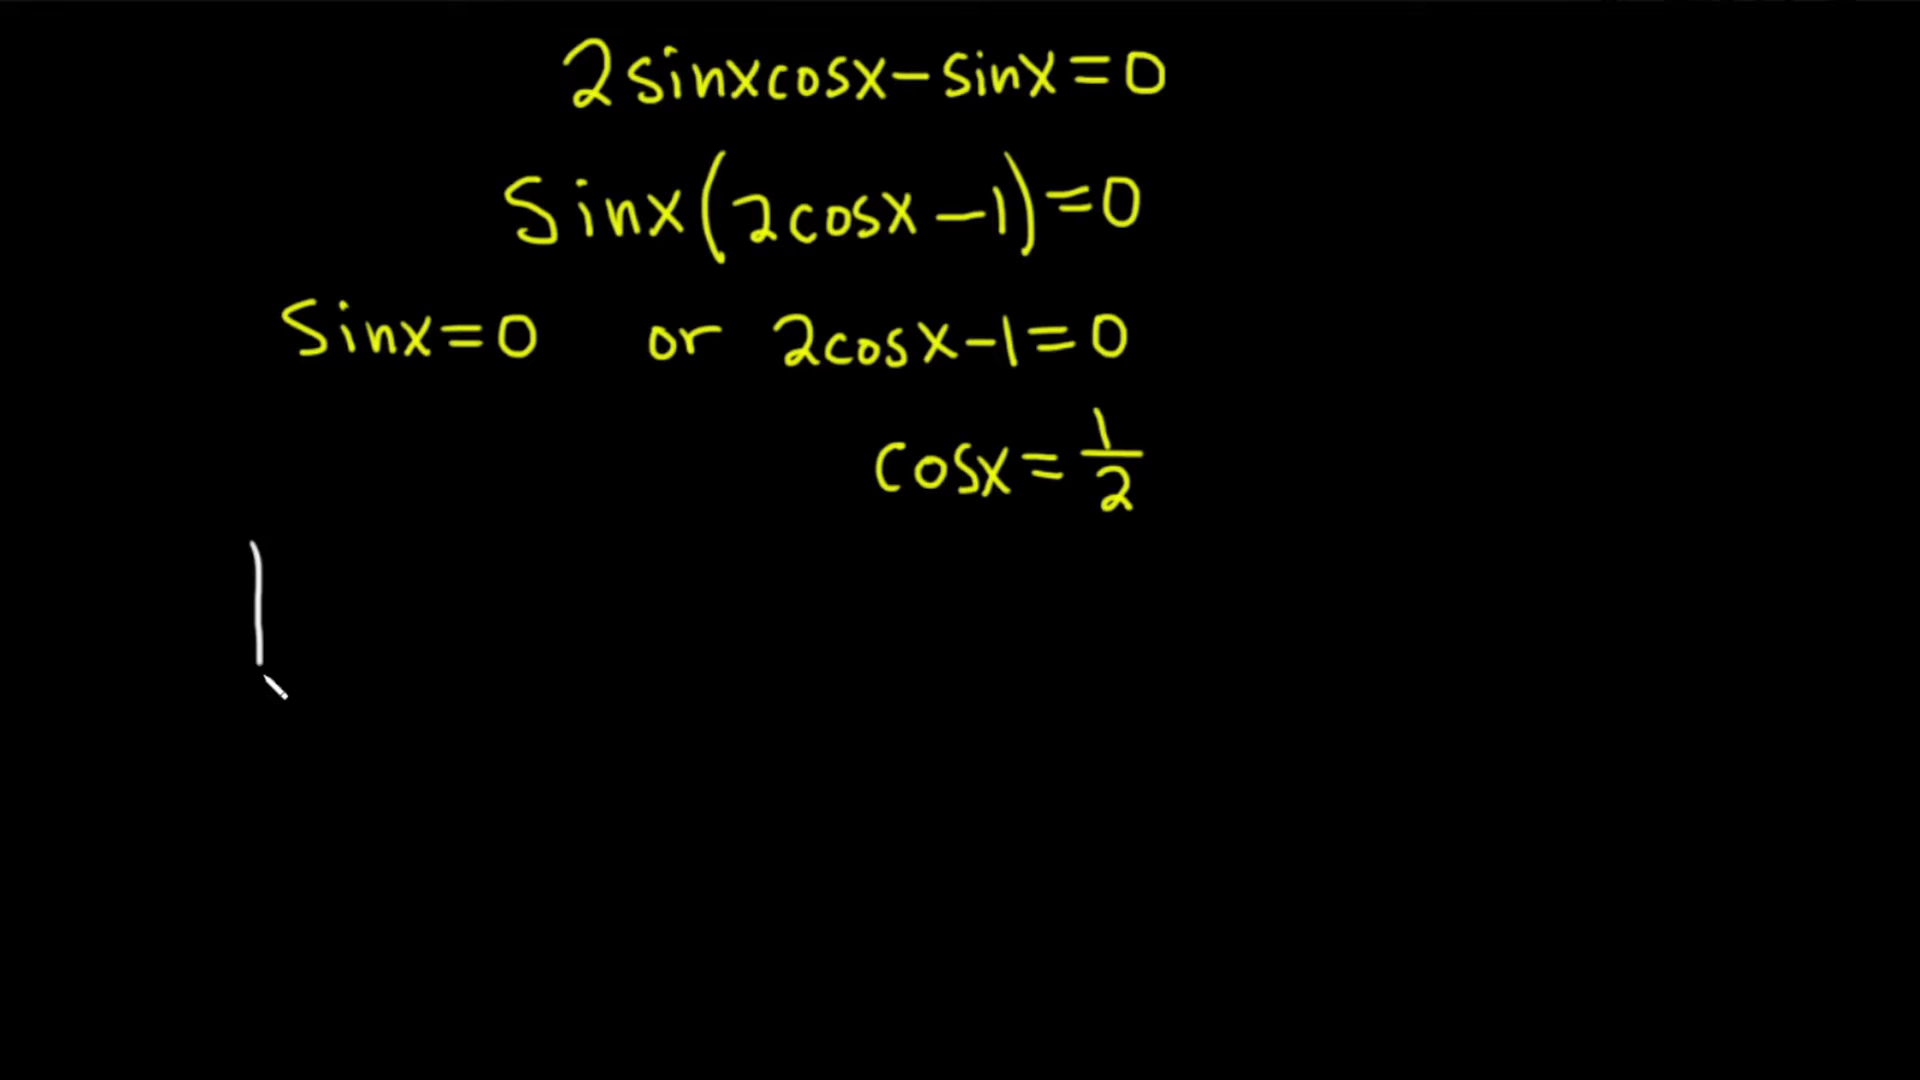 2sinxcosx-sinx=0
Sinx(2cosx-1)=0
Sinx=0 or 2cosx-1=0
cosx=1/2